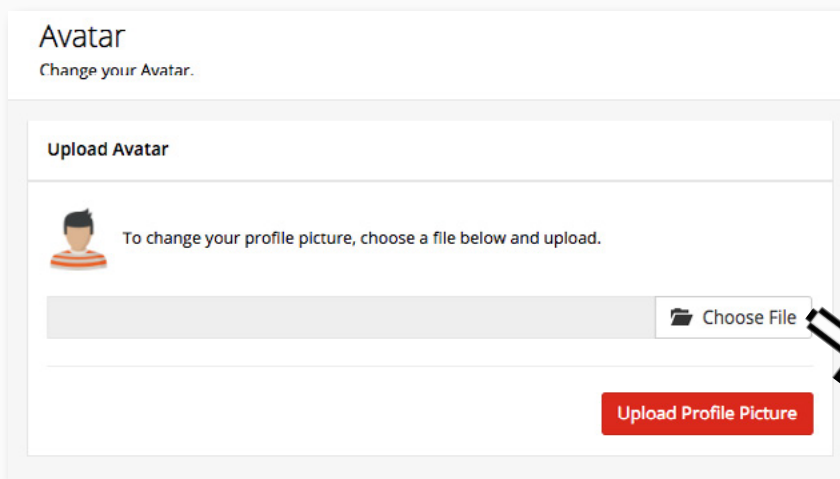 Avatar
Change your Avatar.
Upload Avatar
To change your profile picture, choose a file below and upload.
Choose File
Upload Profile Picture